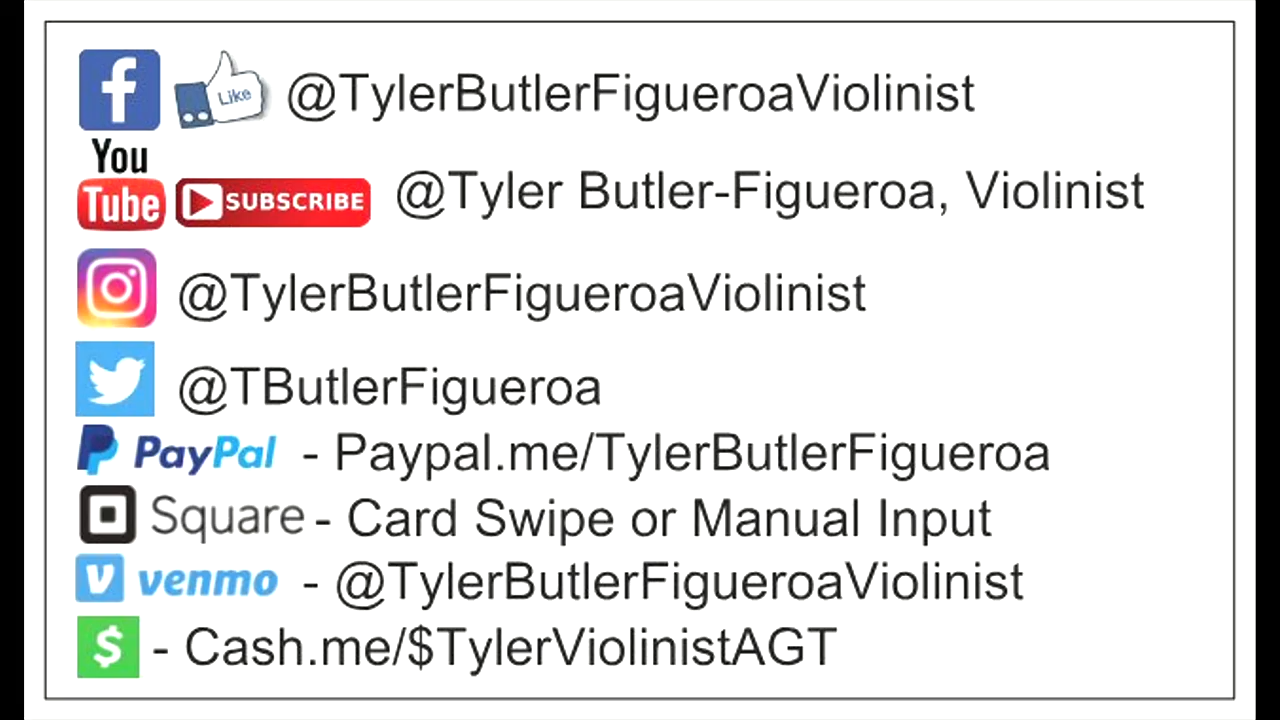 f Like @TylerButlerFigueroaViolinist
You
Tube SUBSCRIBE @Tyler Butler-Figueroa, Violinist
@TylerButlerFigueroaViolinist
@TButlerFigueroa
P PayPal - Paypal.me/TylerButlerFigueroa
Square - Card Swipe or Manual Input
V venmo - @TylerButlerFigueroaViolinist
$ - Cash.me/$TylerViolinistAGT